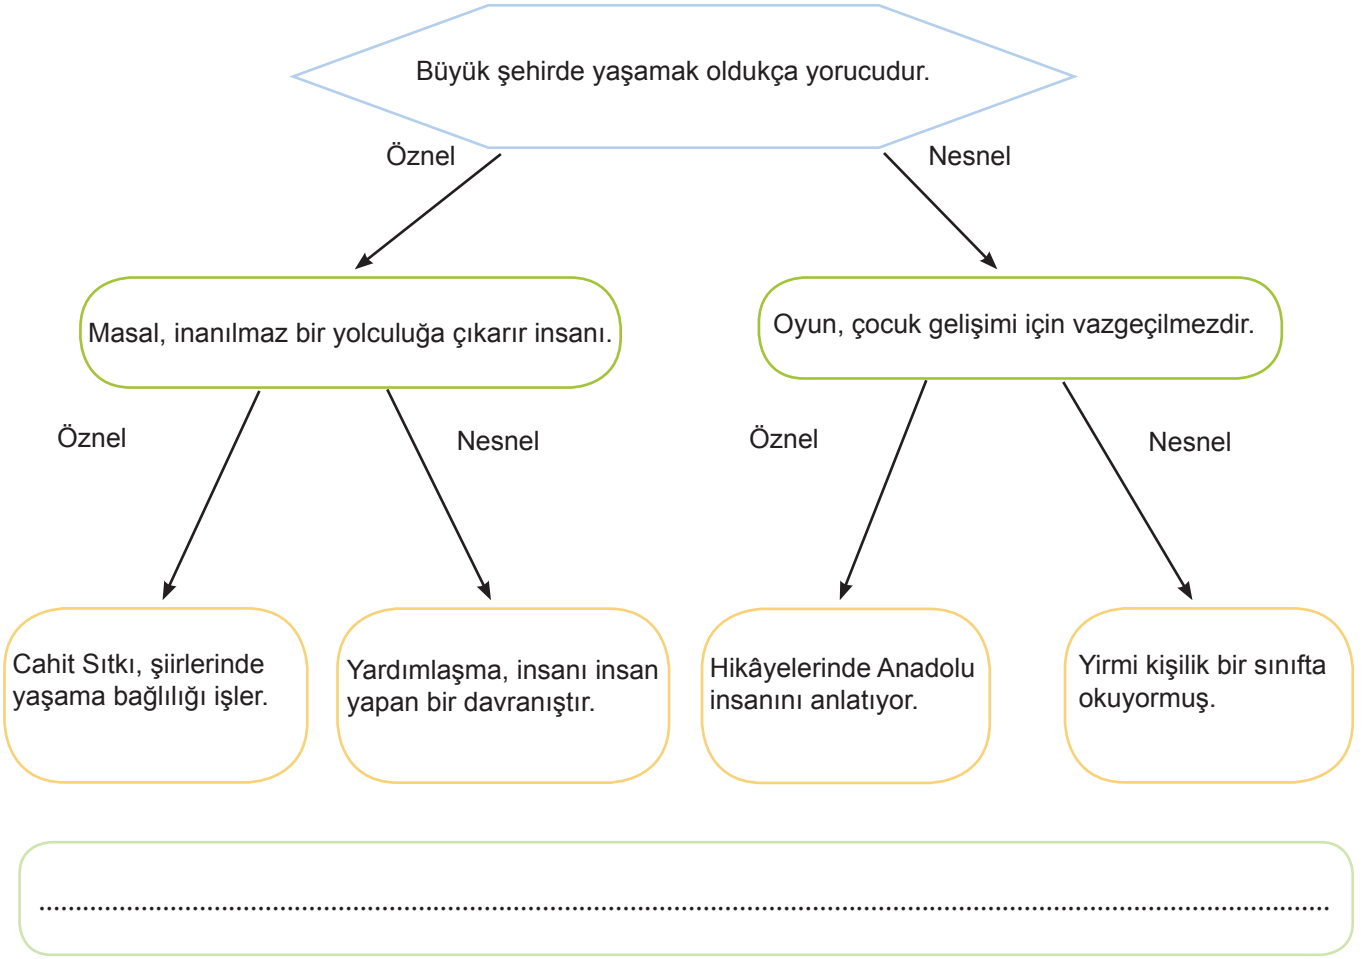 Büyük şehirde yaşamak oldukça yorucudur.
Öznel
Nesnel
Masal, inanılmaz bir yolculuğa çıkarır insanı.
Oyun, çocuk gelişimi için vazgeçilmezdir.
Öznel
Nesnel
Öznel
Nesnel
Cahit Sıtkı, şiirlerinde
yaşama bağlılığı işler.
Yardımlaşma, insanı insan
yapan bir davranıştır.
Hikâyelerinde Anadolu
insanını anlatıyor.
Yirmi kişilik bir sınıfta
okuyormuş.